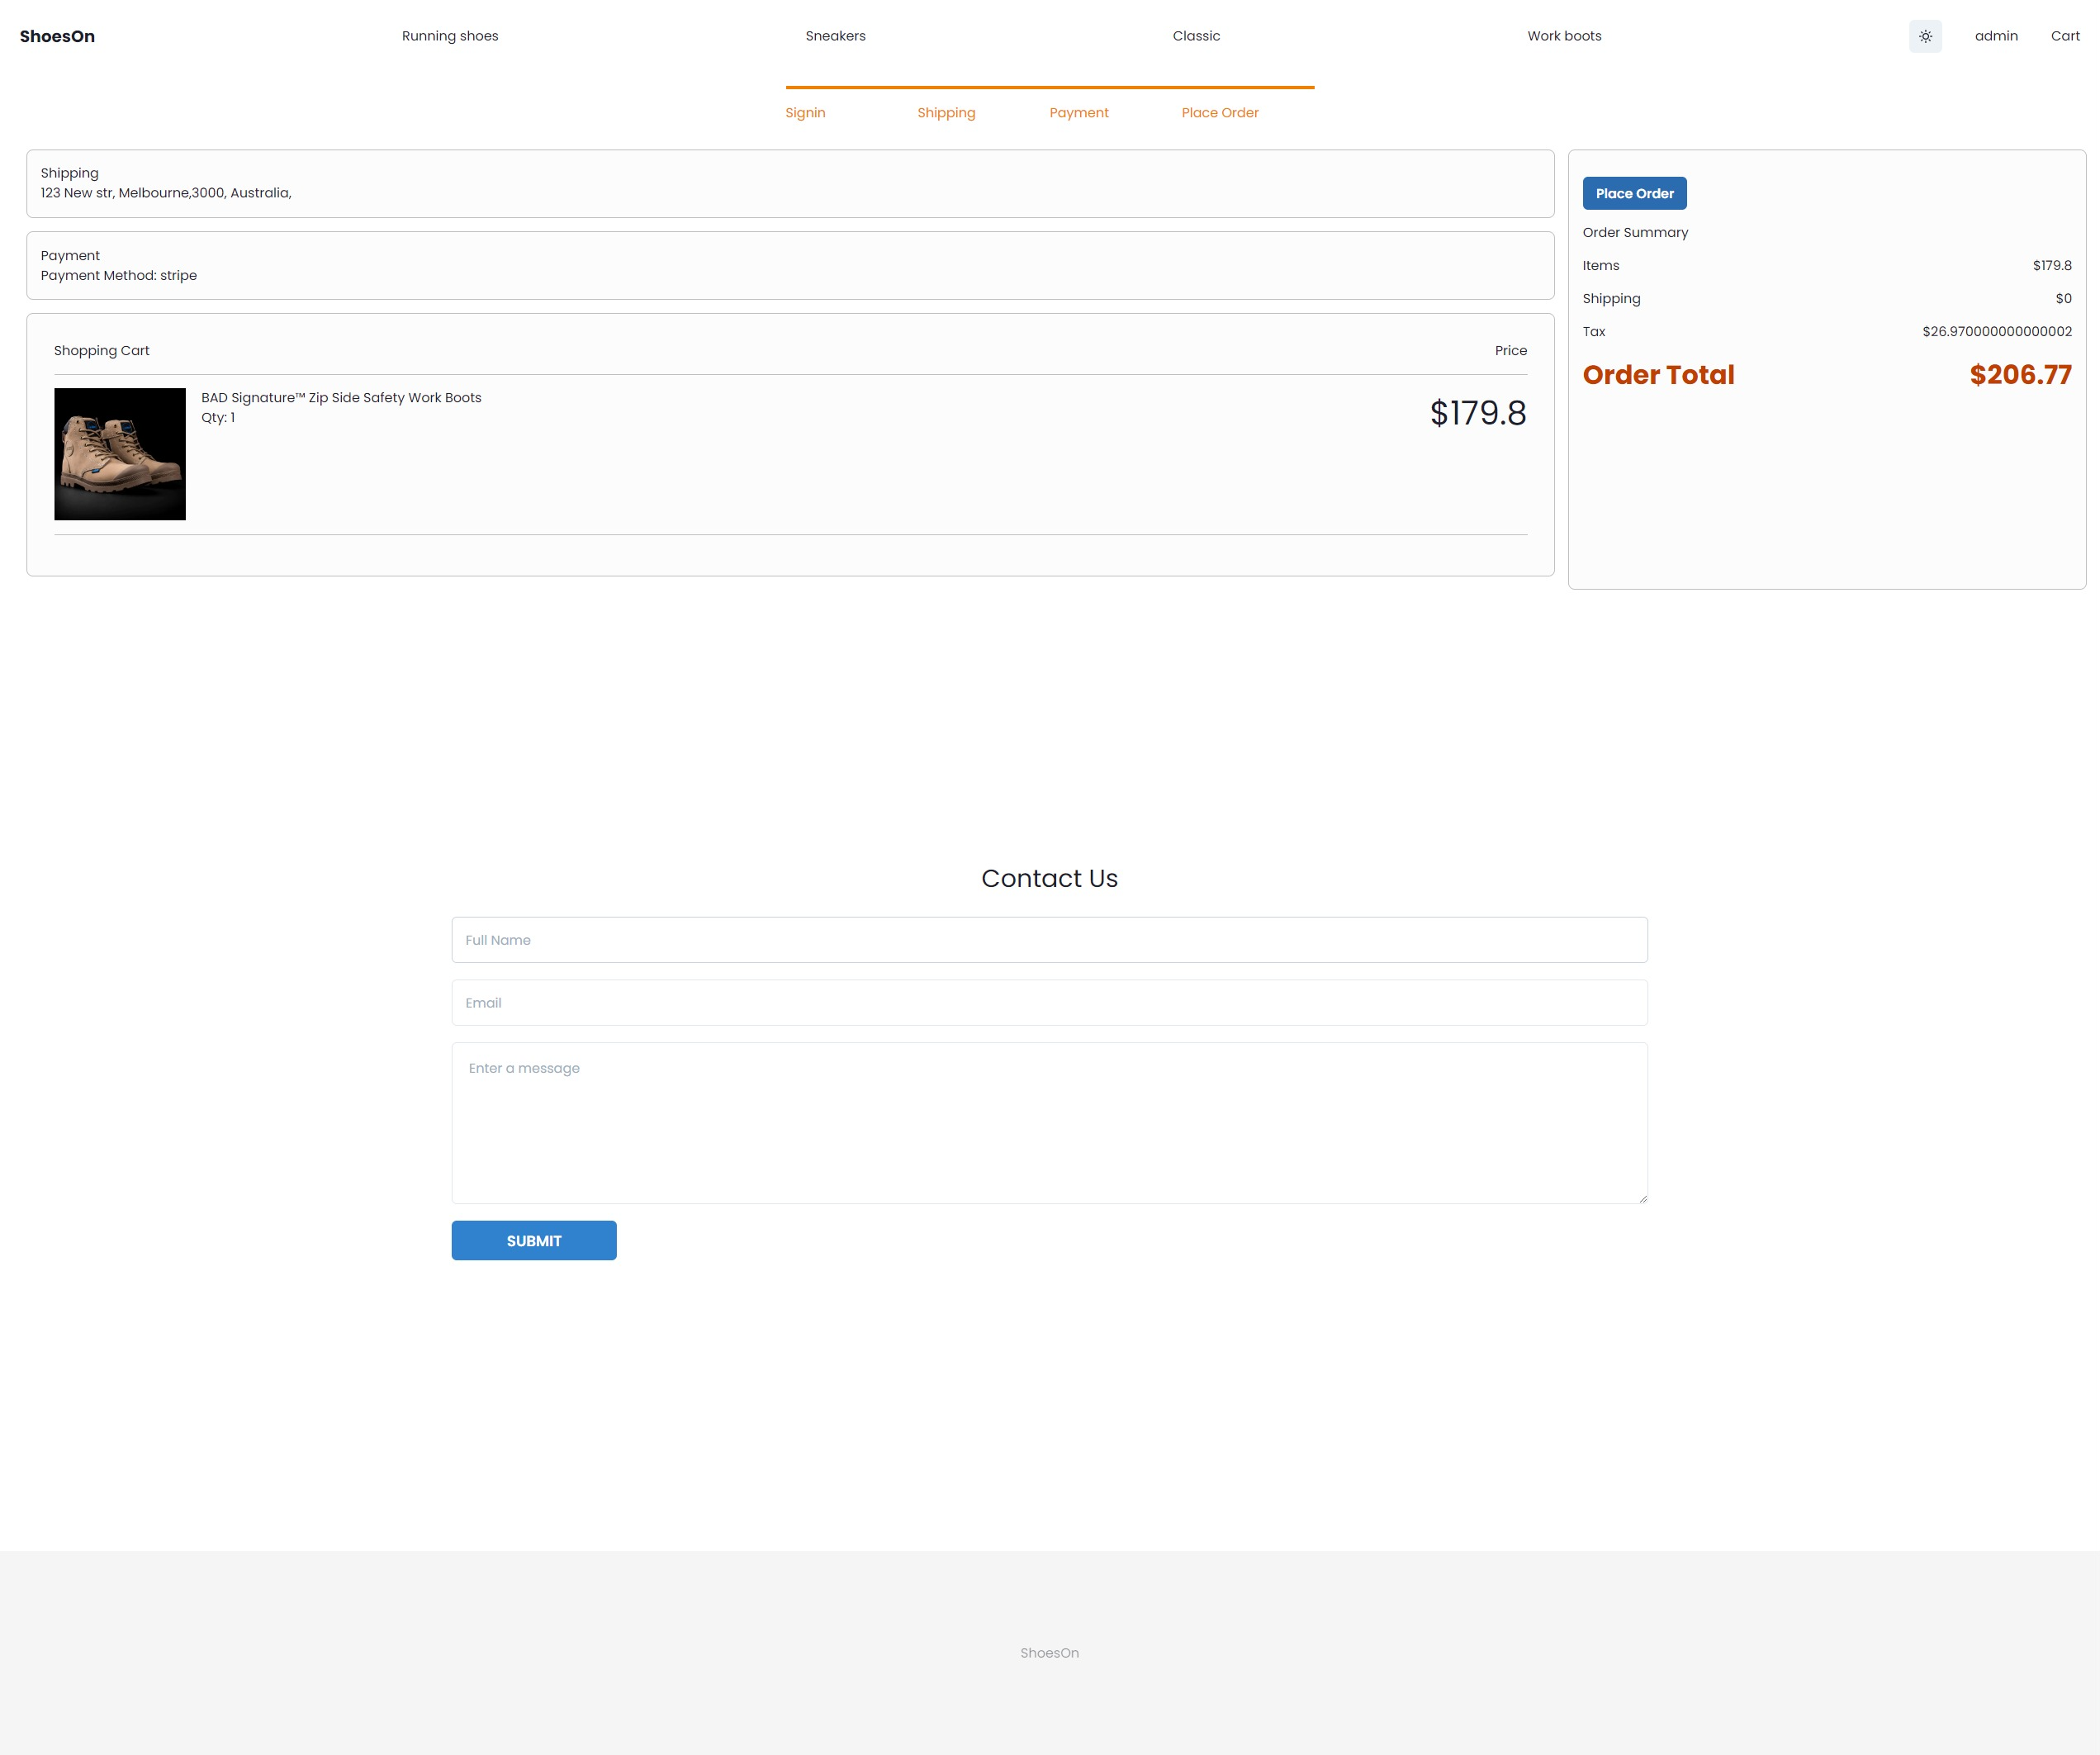 ShoesOn
Running shoes
Sneakers
Classic
Work boots
admin
Cart
Signin
Shipping
Payment
Place Order
Shipping
123 New str, Melbourne,3000, Australia,
Payment
Payment Method: stripe
Shopping Cart
Price
BAD Signature™ Zip Side Safety Work Boots
Qty: 1
$179.8
Place Order
Order Summary
Items
$179.8
Shipping
$0
Tax
$26.970000000000002
Order Total
$206.77
Contact Us
Full Name
Email
Enter a message
SUBMIT
ShoesOn